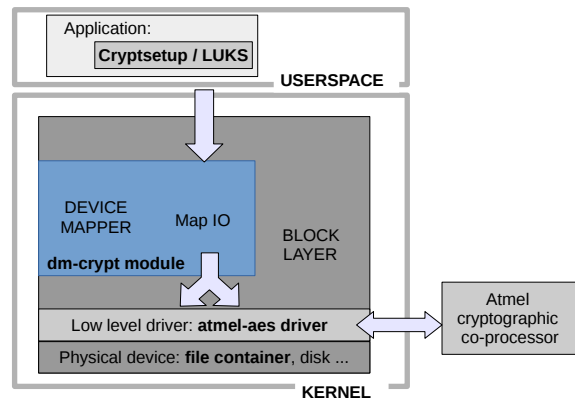 Application:
Cryptsetup / LUKS
USERSPACE
DEVICE
MAPPER
Map IO
dm-crypt module
BLOCK
LAYER
Low level driver: atmel-aes driver
Physical device: file container, disk ...
KERNEL
Atmel
cryptographic
co-processor